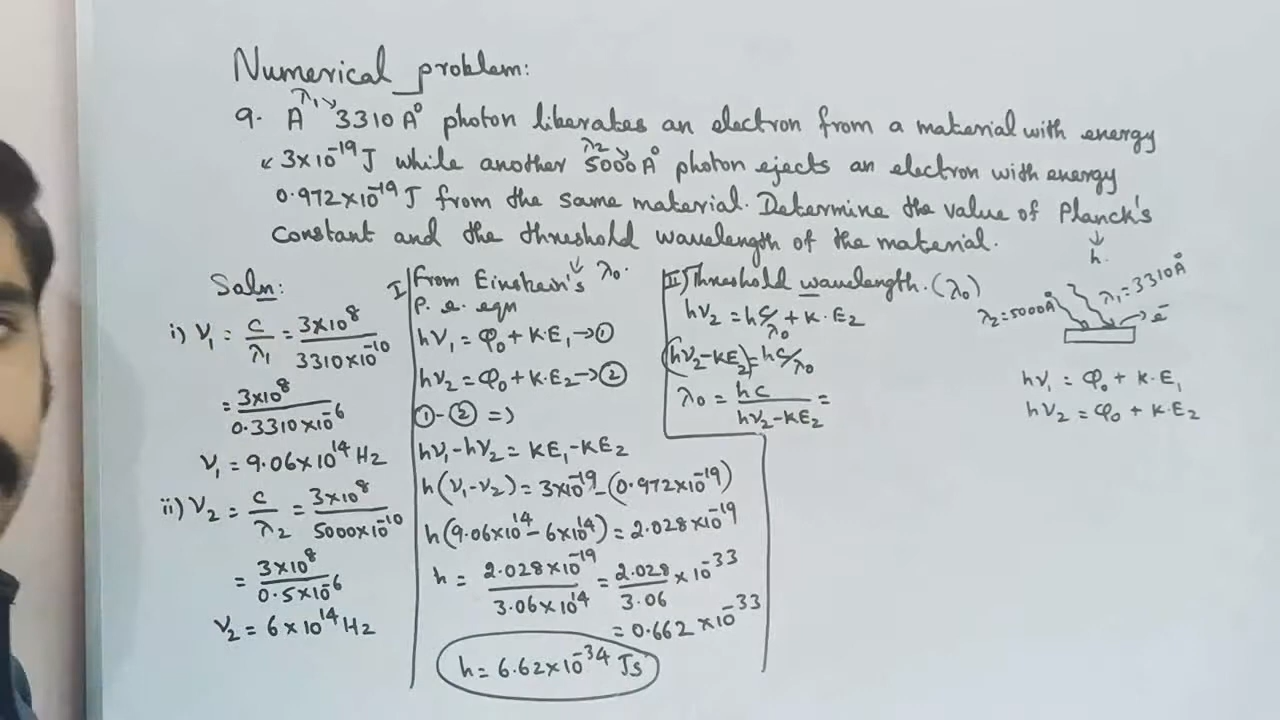 Numerical problem:
λ₁
9. A 3310 A° photon liberates an electron from a material with energy
λ₂
3×10⁻¹⁹ J while another 5000 A° photon ejects an electron with energy
0.972×10⁻¹⁹ J from the same material. Determine the value of Planck's
constant and the threshold wavelength of the material.
h.
λ₀.
Soln:
i) ν₁ = c/λ₁ = 3×10⁸/3310×10⁻¹⁰
= 3×10⁸/0.3310×10⁻⁶
ν₁ = 9.06×10¹⁴ Hz
ii) ν₂ = c/λ₂ = 3×10⁸/5000×10⁻¹⁰
= 3×10⁸/0.5×10⁻⁶
ν₂ = 6×10¹⁴ Hz
I from Einstein's
P. e. eqn
hν₁ = φ₀ + K.E₁ → ①
hν₂ = φ₀ + K.E₂ → ②
① - ② =>
hν₁-hν₂ = KE₁-KE₂
h(ν₁-ν₂) = 3×10⁻¹⁹ - (0.972×10⁻¹⁹)
h(9.06×10¹⁴ - 6×10¹⁴) = 2.028×10⁻¹⁹
h = 2.028×10⁻¹⁹/3.06×10¹⁴ = 2.028/3.06 × 10⁻³³
= 0.662 ×10⁻³³
h = 6.62×10⁻³⁴ Js
II) Threshold wavelength. (λ₀)
hν₂ = hc/λ₀ + K.E₂
(hν₂-KE₂) = hc/λ₀
λ₀ = hc/hν₂-KE₂ =
λ₂=5000A° λ₁=3310A°
e⁻
hν₁ = φ₀ + K.E₁
hν₂ = φ₀ + K.E₂